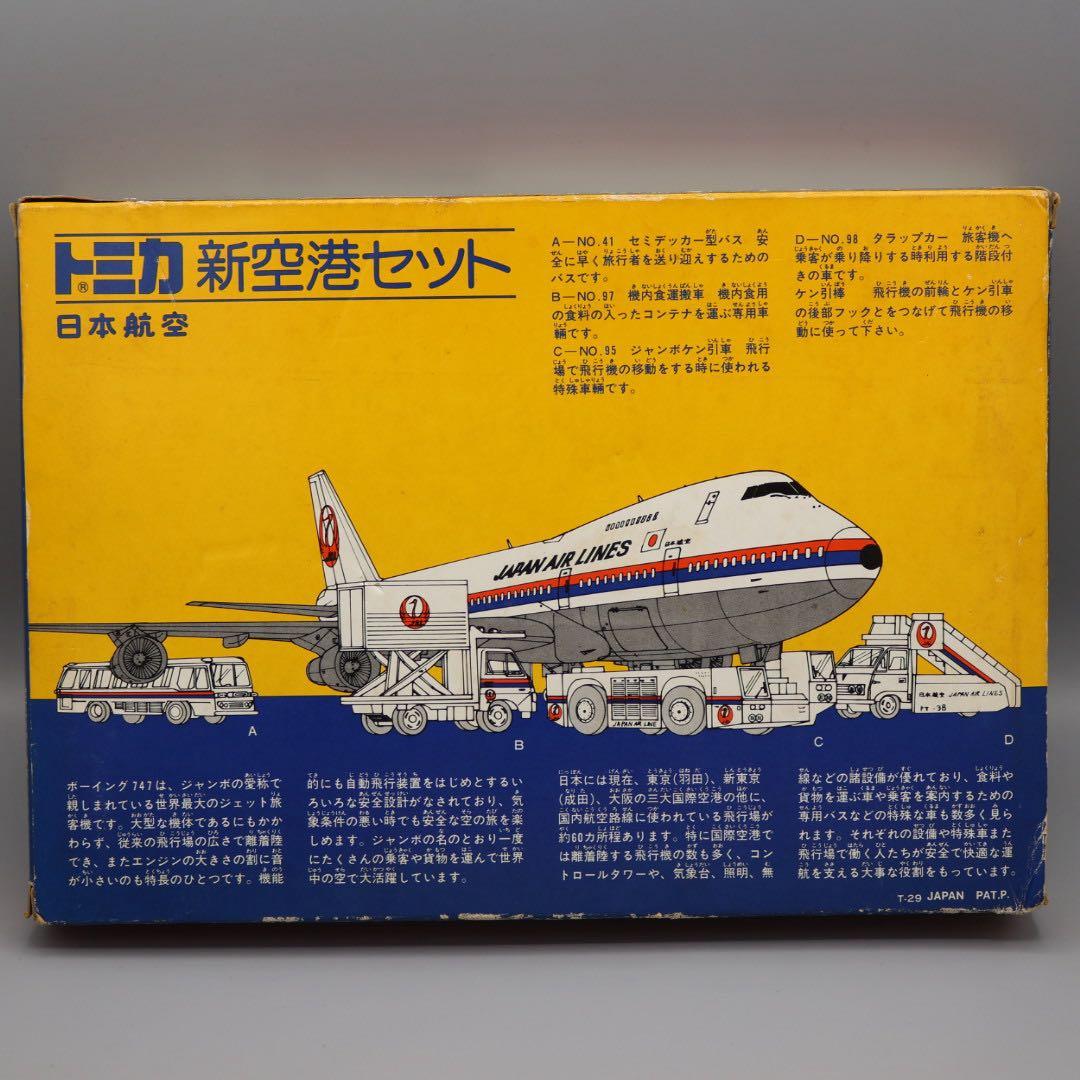 トミカ® 新空港セット
日本航空
A—NO.41 セミデッカー型バス 安
全に早く旅行者を送り迎えするための
バスです。
B—NO.97 機内食運搬車 機内食用
の食料の入ったコンテナを運ぶ専用車
輛です。
C—NO.95 ジャンボケン引車 飛行
場で飛行機の移動をする時に使われる
特殊車輛です。
D—NO.98 タラップカー 旅客機へ
乗客が乗り降りする時利用する階段付
きの車です。
ケン引棒 飛行機の前輪とケン引車
の後部フックとをつなげて飛行機の移
動に使って下さい。
JAPAN AIR LINES
日本航空
JAL
JAPAN AIR LINE
日本航空 JAPAN AIR LINES
PT-38
A
B
C
D
ボーイング747は、ジャンボの愛称で
親しまれている世界最大のジェット旅
客機です。大型な機体であるにもかか
わらず、従来の飛行場の広さで離着陸
でき、またエンジンの大きさの割に音
が小さいのも特長のひとつです。機能
的にも自動飛行装置をはじめとするい
ろいろな安全設計がなされており、気
象条件の悪い時でも安全な空の旅を楽
しめます。ジャンボの名のとおり一度
にたくさんの乗客や貨物を運んで世界
中の空で大活躍しています。
日本には現在、東京(羽田)、新東京
(成田)、大阪の三大国際空港の他に、
国内航空路線に使われている飛行場が
約60カ所程あります。特に国際空港で
は離着陸する飛行機の数も多く、コン
トロールタワーや、気象台、照明、無
線などの諸設備が優れており、食料や
貨物を運ぶ車や乗客を案内するための
専用バスなどの特殊な車も数多く見ら
れます。それぞれの設備や特殊車また
飛行場で働く人たちが安全で快適な運
航を支える大事な役割をもっています。
T-29 JAPAN PAT.P.